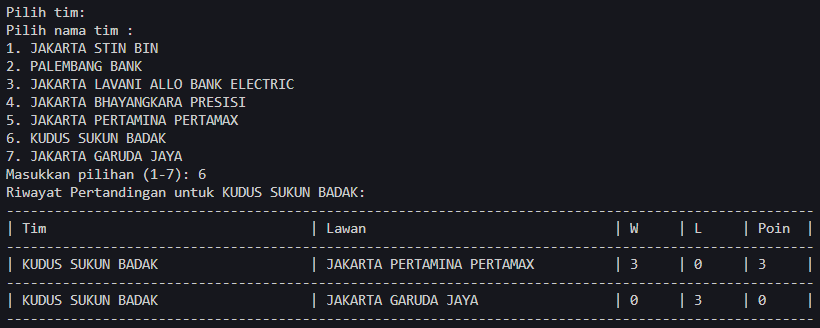 Pilih tim:
Pilih nama tim :
1. JAKARTA STIN BIN
2. PALEMBANG BANK
3. JAKARTA LAVANI ALLO BANK ELECTRIC
4. JAKARTA BHAYANGKARA PRESISI
5. JAKARTA PERTAMINA PERTAMAX
6. KUDUS SUKUN BADAK
7. JAKARTA GARUDA JAYA
Masukkan pilihan (1-7): 6
Riwayat Pertandingan untuk KUDUS SUKUN BADAK:
-----------------------------------------------------------------------------------------------------
| Tim | Lawan | W | L | Poin |
-----------------------------------------------------------------------------------------------------
| KUDUS SUKUN BADAK | JAKARTA PERTAMINA PERTAMAX | 3 | 0 | 3 |
-----------------------------------------------------------------------------------------------------
| KUDUS SUKUN BADAK | JAKARTA GARUDA JAYA | 0 | 3 | 0 |
-----------------------------------------------------------------------------------------------------